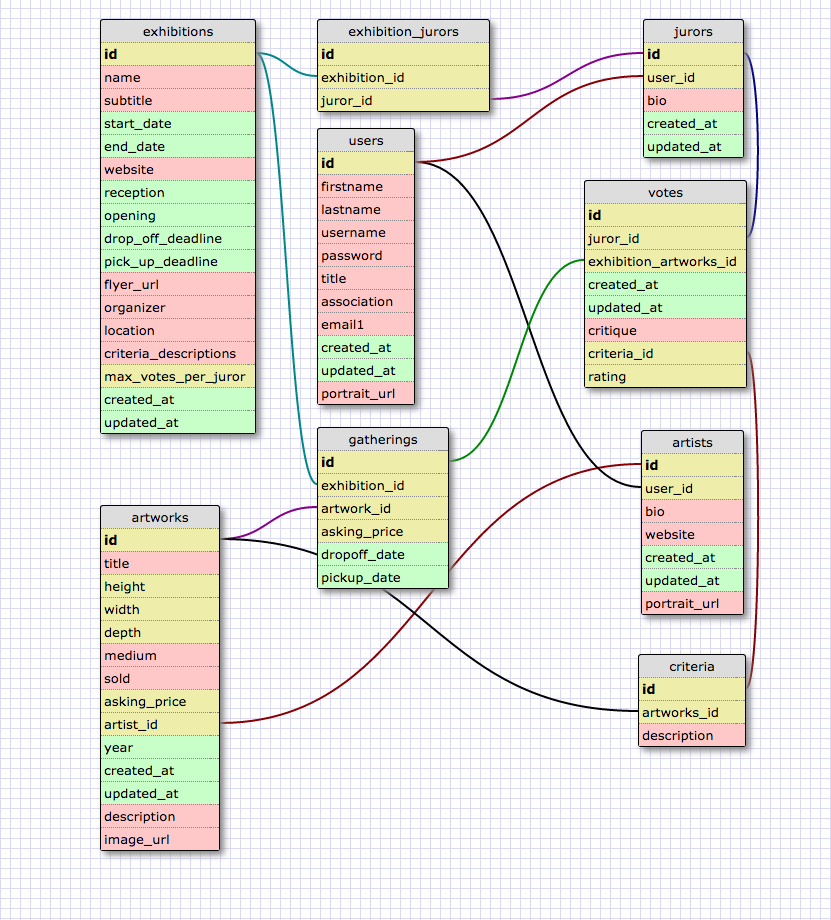 exhibitions
id
name
subtitle
start_date
end_date
website
reception
opening
drop_off_deadline
pick_up_deadline
flyer_url
organizer
location
criteria_descriptions
max_votes_per_juror
created_at
updated_at
exhibition_jurors
id
exhibition_id
juror_id
jurors
id
user_id
bio
created_at
updated_at
users
id
firstname
lastname
username
password
title
association
email1
created_at
updated_at
portrait_url
votes
id
juror_id
exhibition_artworks_id
created_at
updated_at
critique
criteria_id
rating
gatherings
id
exhibition_id
artwork_id
asking_price
dropoff_date
pickup_date
artists
id
user_id
bio
website
created_at
updated_at
portrait_url
artworks
id
title
height
width
depth
medium
sold
asking_price
artist_id
year
created_at
updated_at
description
image_url
criteria
id
artworks_id
description